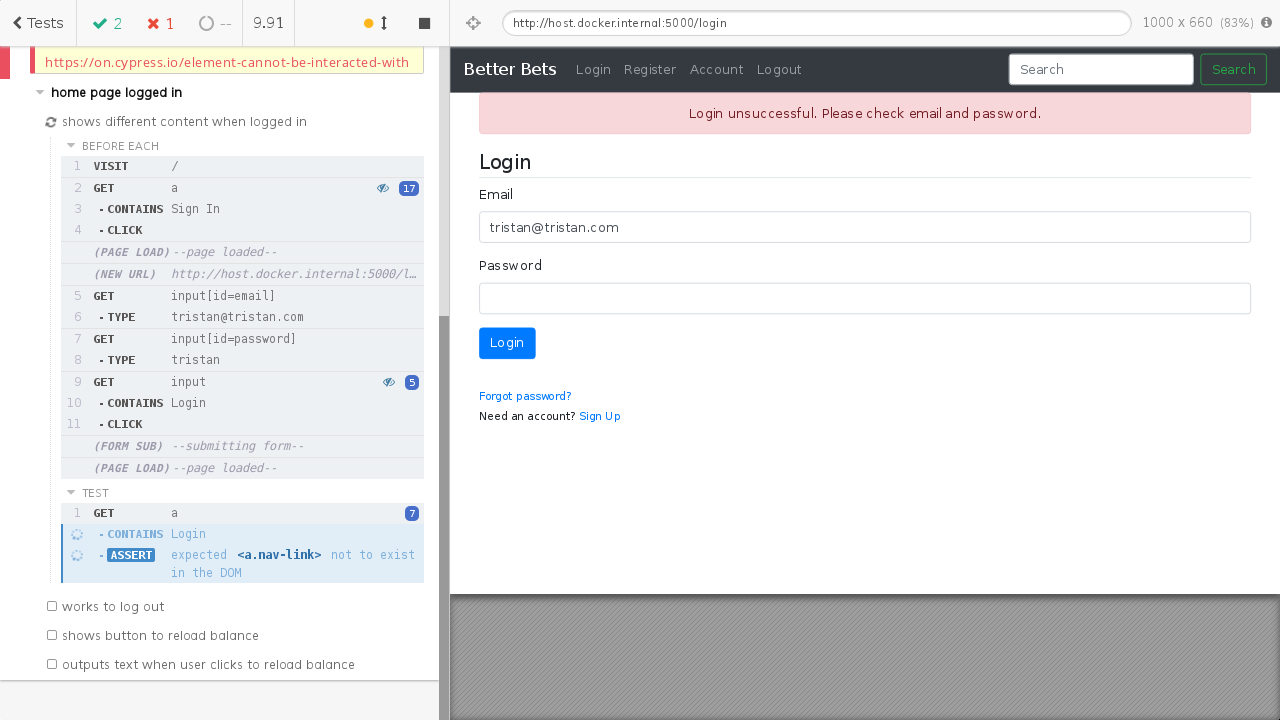 Tests
2
1
--
9.91
http://host.docker.internal:5000/login
1000 x 660 (83%)
https://on.cypress.io/element-cannot-be-interacted-with
home page logged in
shows different content when logged in
BEFORE EACH
1 VISIT /
2 GET a 17
3 - CONTAINS Sign In
4 - CLICK
(PAGE LOAD) --page loaded--
(NEW URL) http://host.docker.internal:5000/l…
5 GET input[id=email]
6 - TYPE tristan@tristan.com
7 GET input[id=password]
8 - TYPE tristan
9 GET input 5
10 - CONTAINS Login
11 - CLICK
(FORM SUB) --submitting form--
(PAGE LOAD) --page loaded--
TEST
1 GET a 7
- CONTAINS Login
- ASSERT expected <a.nav-link> not to exist
in the DOM
works to log out
shows button to reload balance
outputs text when user clicks to reload balance
Better Bets Login Register Account Logout Search Search
Login unsuccessful. Please check email and password.
Login
Email
tristan@tristan.com
Password
Login
Forgot password?
Need an account? Sign Up